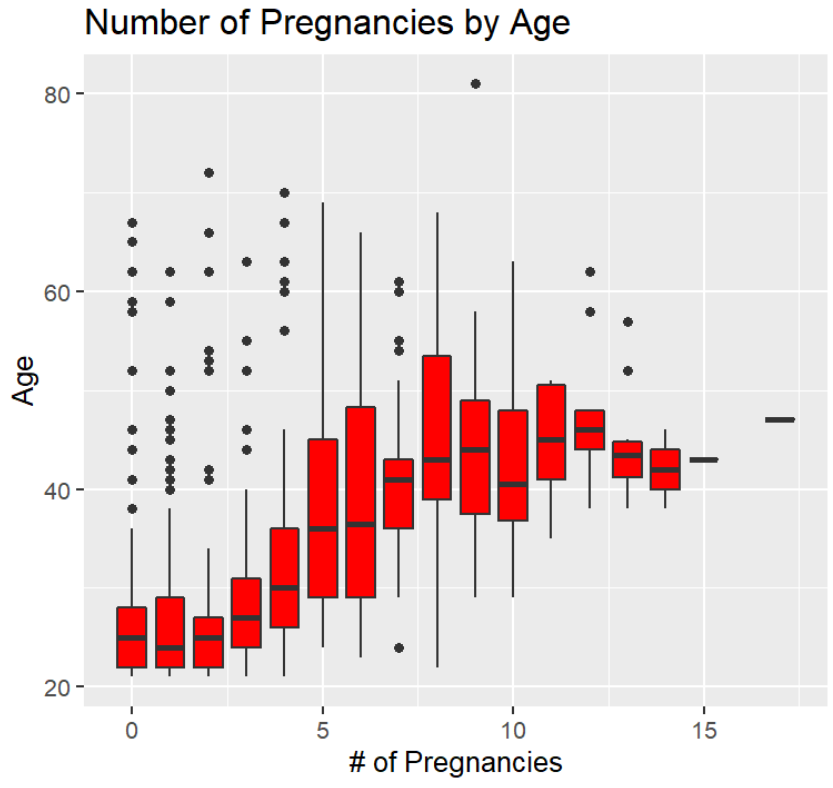 Number of Pregnancies by Age
80
60
40
20
Age
0 5 10 15
# of Pregnancies